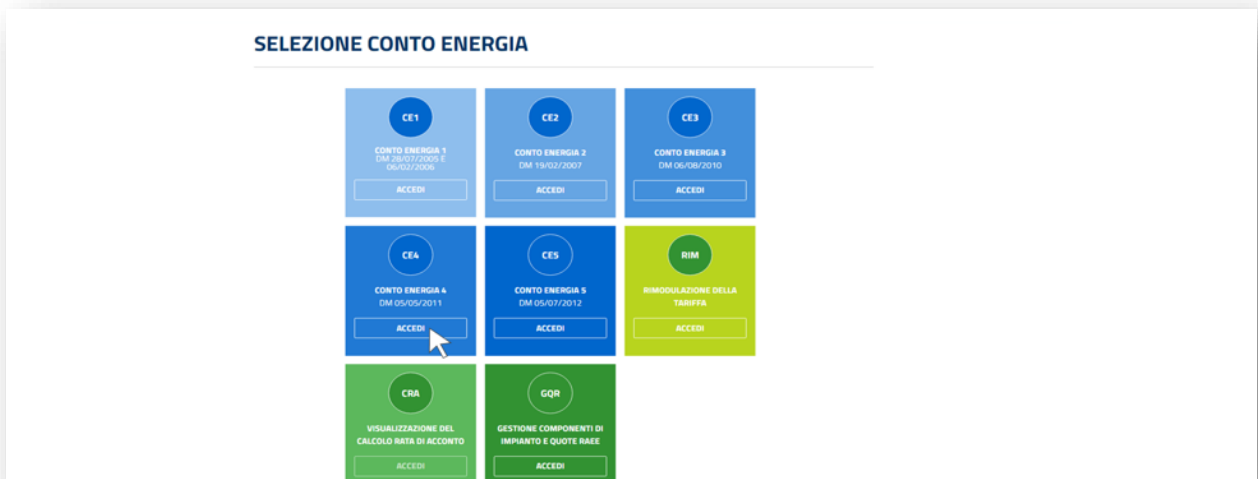 SELEZIONE CONTO ENERGIA
CE1
CONTO ENERGIA 1
DM 28/07/2005 E
06/02/2006
ACCEDI
CE2
CONTO ENERGIA 2
DM 19/02/2007
ACCEDI
CE3
CONTO ENERGIA 3
DM 06/08/2010
ACCEDI
CE4
CONTO ENERGIA 4
DM 05/05/2011
ACCEDI
CE5
CONTO ENERGIA 5
DM 05/07/2012
ACCEDI
RIM
RIMODULAZIONE DELLA
TARIFFA
ACCEDI
CRA
VISUALIZZAZIONE DEL
CALCOLO RATA DI ACCONTO
ACCEDI
GQR
GESTIONE COMPONENTI DI
IMPIANTO E QUOTE RAEE
ACCEDI